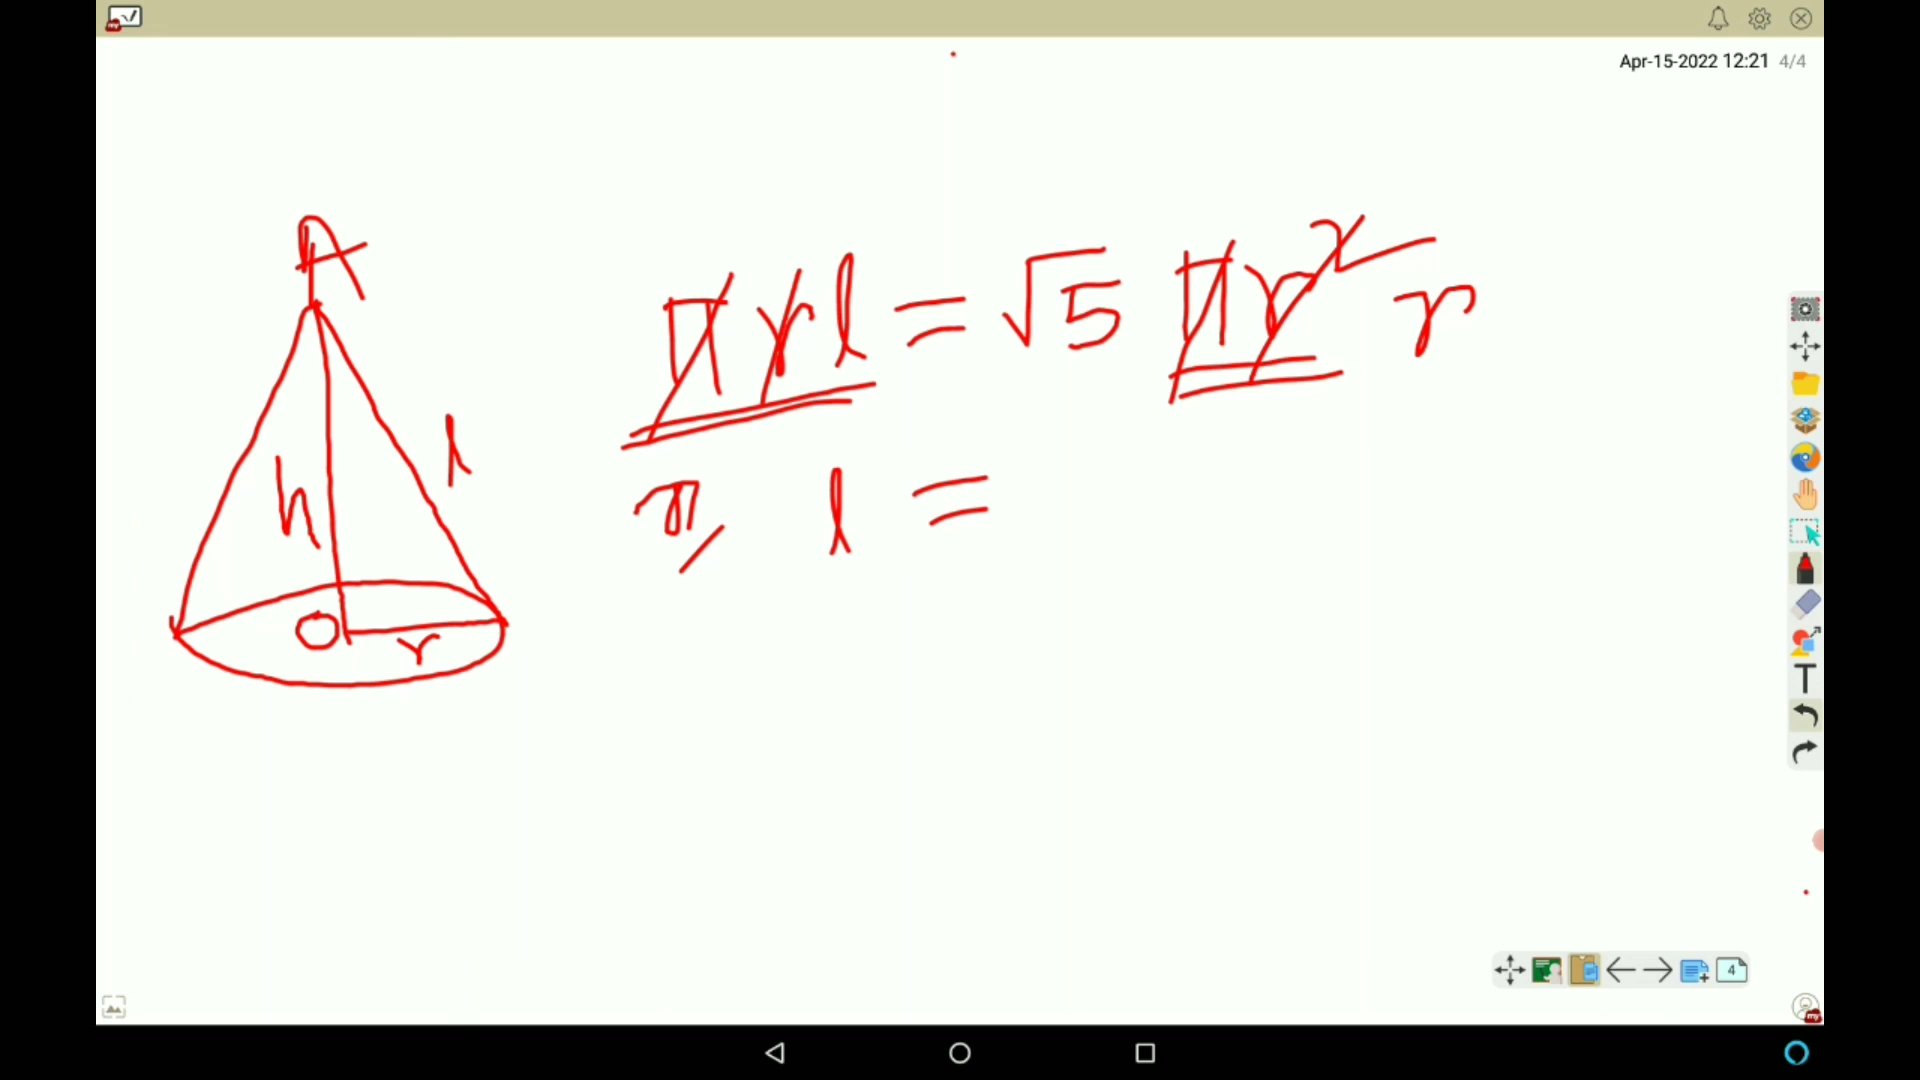 Apr-15-2022 12:21 4/4
A
πrl = √5 πr² r
l
h
π l =
O
r
T
4